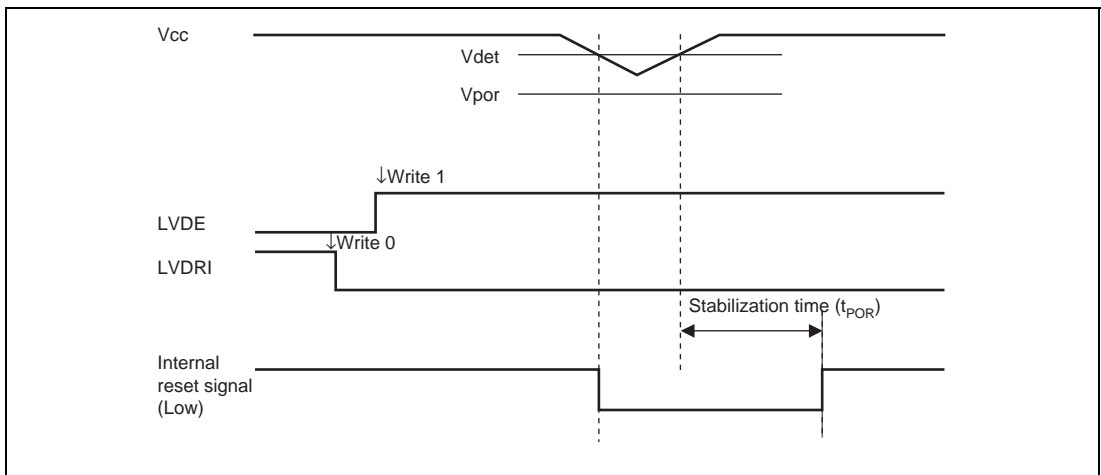 Vcc
Vdet
Vpor
↓Write 1
LVDE
↓Write 0
LVDRI
Stabilization time (tPOR)
Internal
reset signal
(Low)